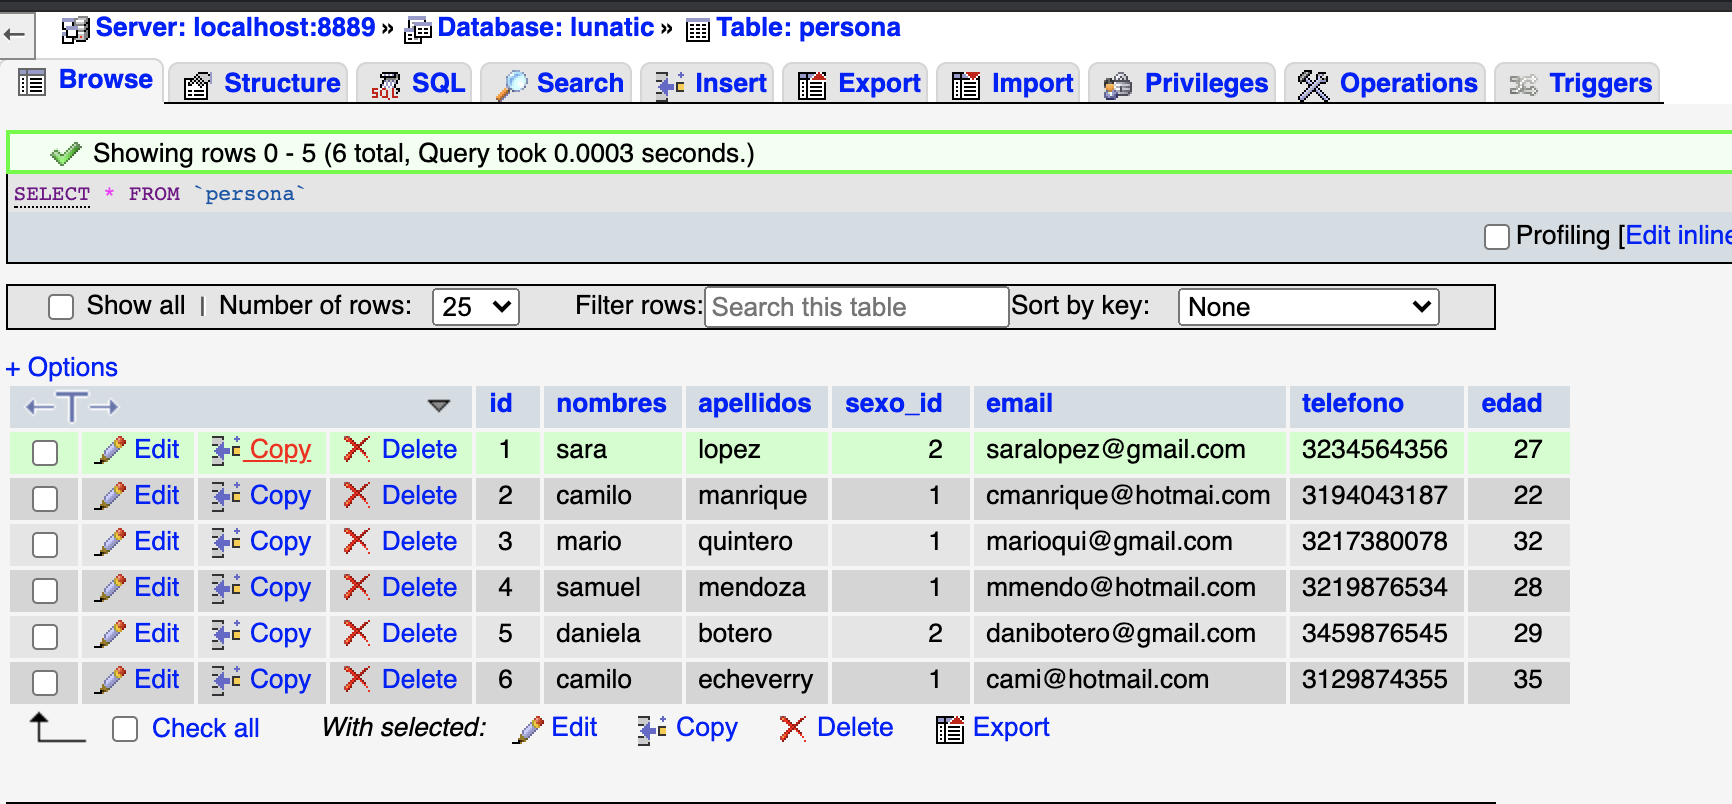 Server: localhost:8889 » Database: lunatic » Table: persona
Browse Structure SQL Search Insert Export Import Privileges Operations Triggers
Showing rows 0 - 5 (6 total, Query took 0.0003 seconds.)
SELECT * FROM `persona`
Profiling [Edit inline
Show all | Number of rows: 25 Filter rows: Search this table Sort by key: None
+ Options
←T→ id nombres apellidos sexo_id email telefono edad
Edit Copy Delete 1 sara lopez 2 saralopez@gmail.com 3234564356 27
Edit Copy Delete 2 camilo manrique 1 cmanrique@hotmai.com 3194043187 22
Edit Copy Delete 3 mario quintero 1 marioqui@gmail.com 3217380078 32
Edit Copy Delete 4 samuel mendoza 1 mmendo@hotmail.com 3219876534 28
Edit Copy Delete 5 daniela botero 2 danibotero@gmail.com 3459876545 29
Edit Copy Delete 6 camilo echeverry 1 cami@hotmail.com 3129874355 35
Check all With selected: Edit Copy Delete Export